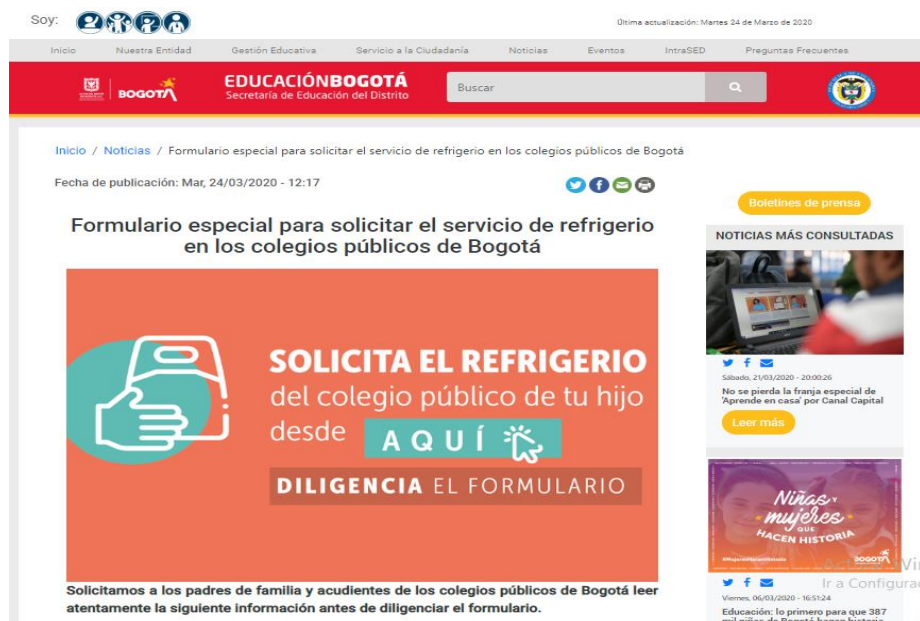 Soy:
Última actualización: Martes 24 de Marzo de 2020
Inicio Nuestra Entidad Gestión Educativa Servicio a la Ciudadanía Noticias Eventos IntraSED Preguntas Frecuentes
BOGOTÁ
EDUCACIÓNBOGOTÁ
Secretaría de Educación del Distrito
Buscar
Inicio / Noticias / Formulario especial para solicitar el servicio de refrigerio en los colegios públicos de Bogotá
Fecha de publicación: Mar, 24/03/2020 - 12:17
Formulario especial para solicitar el servicio de refrigerio
en los colegios públicos de Bogotá
SOLICITA EL REFRIGERIO
del colegio público de tu hijo
desde AQUÍ
DILIGENCIA EL FORMULARIO
Solicitamos a los padres de familia y acudientes de los colegios públicos de Bogotá leer
atentamente la siguiente información antes de diligenciar el formulario.
Boletines de prensa
NOTICIAS MÁS CONSULTADAS
Sábado, 21/03/2020 - 20:00:26
No se pierda la franja especial de
'Aprende en casa' por Canal Capital
Leer más
Niñas y
mujeres
QUE
HACEN HISTORIA
BOGOTÁ
Viernes, 06/03/2020 - 16:51:24
Educación: lo primero para que 387
mil niñas de Bogotá hagan historia
Ir a Configura